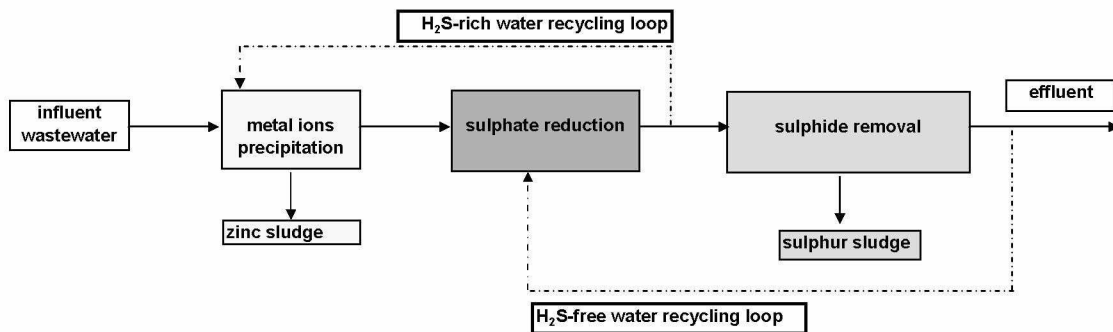 H₂S-rich water recycling loop
effluent
influent
wastewater
metal ions
precipitation
sulphate reduction
sulphide removal
zinc sludge
sulphur sludge
H₂S-free water recycling loop